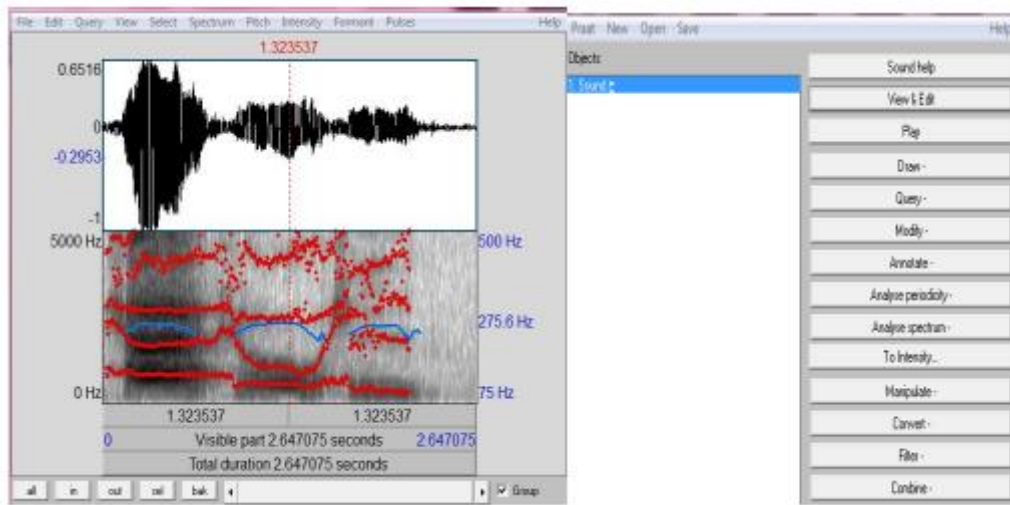 File Edit Query View Select Spectrum Pitch Intensity Formant Pulses Help
1.323537
0.6516
0
-0.2953
-1
5000 Hz
500 Hz
275.6 Hz
0 Hz
75 Hz
1.323537 1.323537
0 Visible part 2.647075 seconds 2.647075
Total duration 2.647075 seconds
all in out sel bak Group
Praat New Open Save Help
Objects:
1. Sound
Sound help
View & Edit
Play
Draw -
Query -
Modify -
Annotate -
Analyse periodicity -
Analyse spectrum -
To Intensity...
Manipulate -
Convert -
Filter -
Combine -